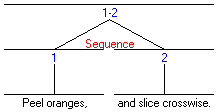 1-2
Sequence
1 2
Peel oranges, and slice crosswise.